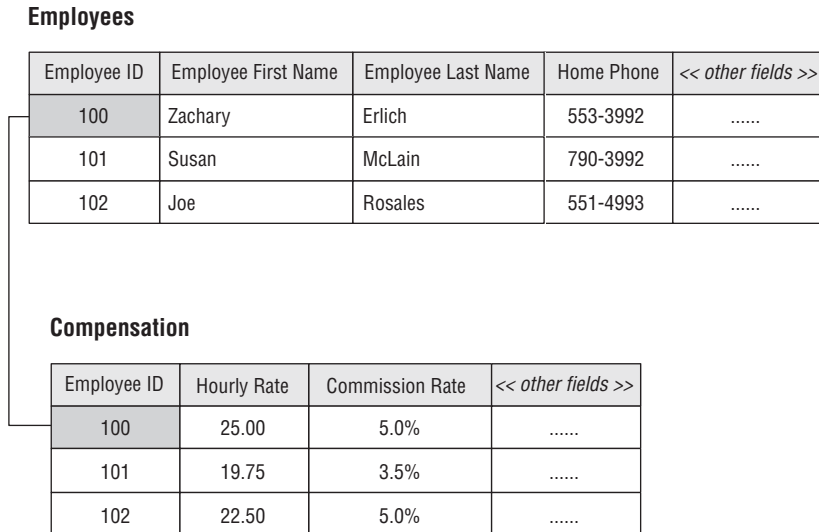 Employees
Employee ID Employee First Name Employee Last Name Home Phone << other fields >>
100 Zachary Erlich 553-3992 ......
101 Susan McLain 790-3992 ......
102 Joe Rosales 551-4993 ......
Compensation
Employee ID Hourly Rate Commission Rate << other fields >>
100 25.00 5.0% ......
101 19.75 3.5% ......
102 22.50 5.0% ......